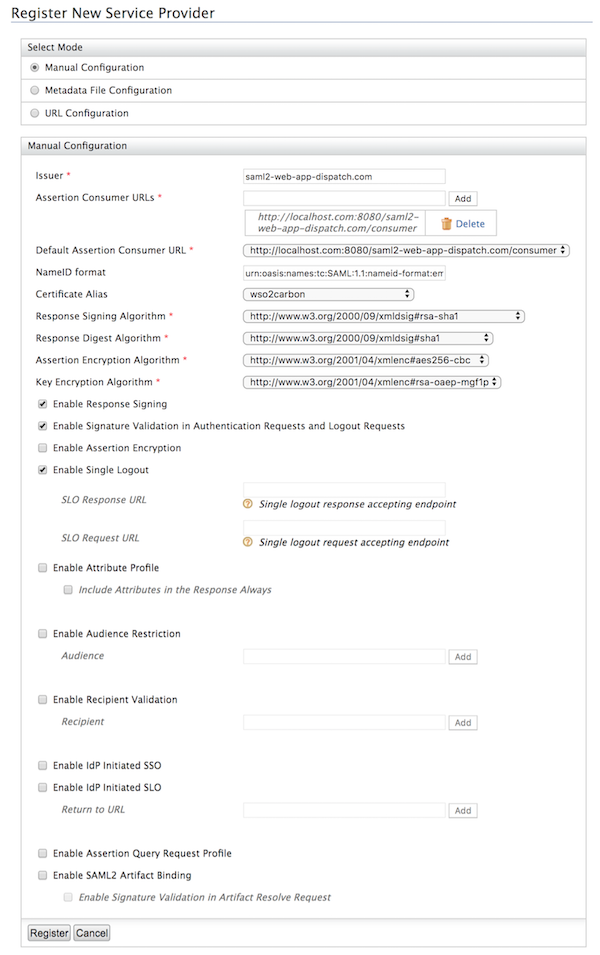 Register New Service Provider
Select Mode
Manual Configuration
Metadata File Configuration
URL Configuration
Manual Configuration
Issuer *
saml2-web-app-dispatch.com
Assertion Consumer URLs *
Add
http://localhost.com:8080/saml2-
web-app-dispatch.com/consumer
Delete
Default Assertion Consumer URL *
http://localhost.com:8080/saml2-web-app-dispatch.com/consumer
NameID format
urn:oasis:names:tc:SAML:1.1:nameid-format:em
Certificate Alias
wso2carbon
Response Signing Algorithm *
http://www.w3.org/2000/09/xmldsig#rsa-sha1
Response Digest Algorithm *
http://www.w3.org/2000/09/xmldsig#sha1
Assertion Encryption Algorithm *
http://www.w3.org/2001/04/xmlenc#aes256-cbc
Key Encryption Algorithm *
http://www.w3.org/2001/04/xmlenc#rsa-oaep-mgf1p
Enable Response Signing
Enable Signature Validation in Authentication Requests and Logout Requests
Enable Assertion Encryption
Enable Single Logout
SLO Response URL
? Single logout response accepting endpoint
SLO Request URL
? Single logout request accepting endpoint
Enable Attribute Profile
Include Attributes in the Response Always
Enable Audience Restriction
Audience
Add
Enable Recipient Validation
Recipient
Add
Enable IdP Initiated SSO
Enable IdP Initiated SLO
Return to URL
Add
Enable Assertion Query Request Profile
Enable SAML2 Artifact Binding
Enable Signature Validation in Artifact Resolve Request
Register
Cancel